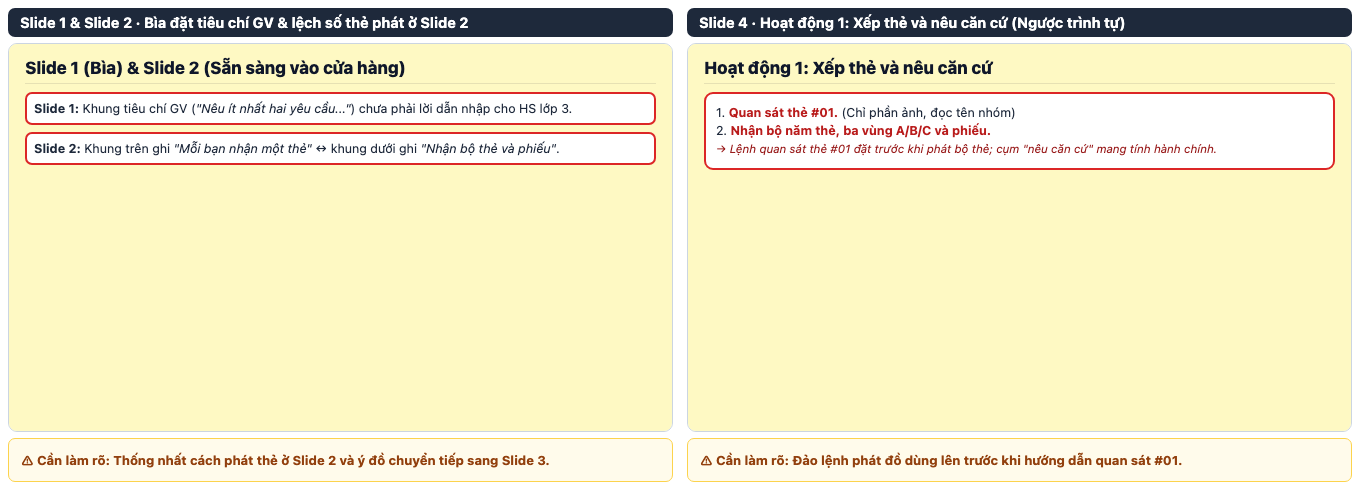 Slide 1 & Slide 2 · Bìa đặt tiêu chí GV & lệch số thẻ phát ở Slide 2
Slide 1 (Bìa) & Slide 2 (Sẵn sàng vào cửa hàng)
Slide 1: Khung tiêu chí GV ("Nêu ít nhất hai yêu cầu...") chưa phải lời dẫn nhập cho HS lớp 3.
Slide 2: Khung trên ghi "Mỗi bạn nhận một thẻ" ↔ khung dưới ghi "Nhận bộ thẻ và phiếu".
⚠ Cần làm rõ: Thống nhất cách phát thẻ ở Slide 2 và ý đồ chuyển tiếp sang Slide 3.
Slide 4 · Hoạt động 1: Xếp thẻ và nêu căn cứ (Ngược trình tự)
Hoạt động 1: Xếp thẻ và nêu căn cứ
1. Quan sát thẻ #01. (Chỉ phần ảnh, đọc tên nhóm)
2. Nhận bộ năm thẻ, ba vùng A/B/C và phiếu.
→ Lệnh quan sát thẻ #01 đặt trước khi phát bộ thẻ; cụm "nêu căn cứ" mang tính hành chính.
⚠ Cần làm rõ: Đảo lệnh phát đồ dùng lên trước khi hướng dẫn quan sát #01.